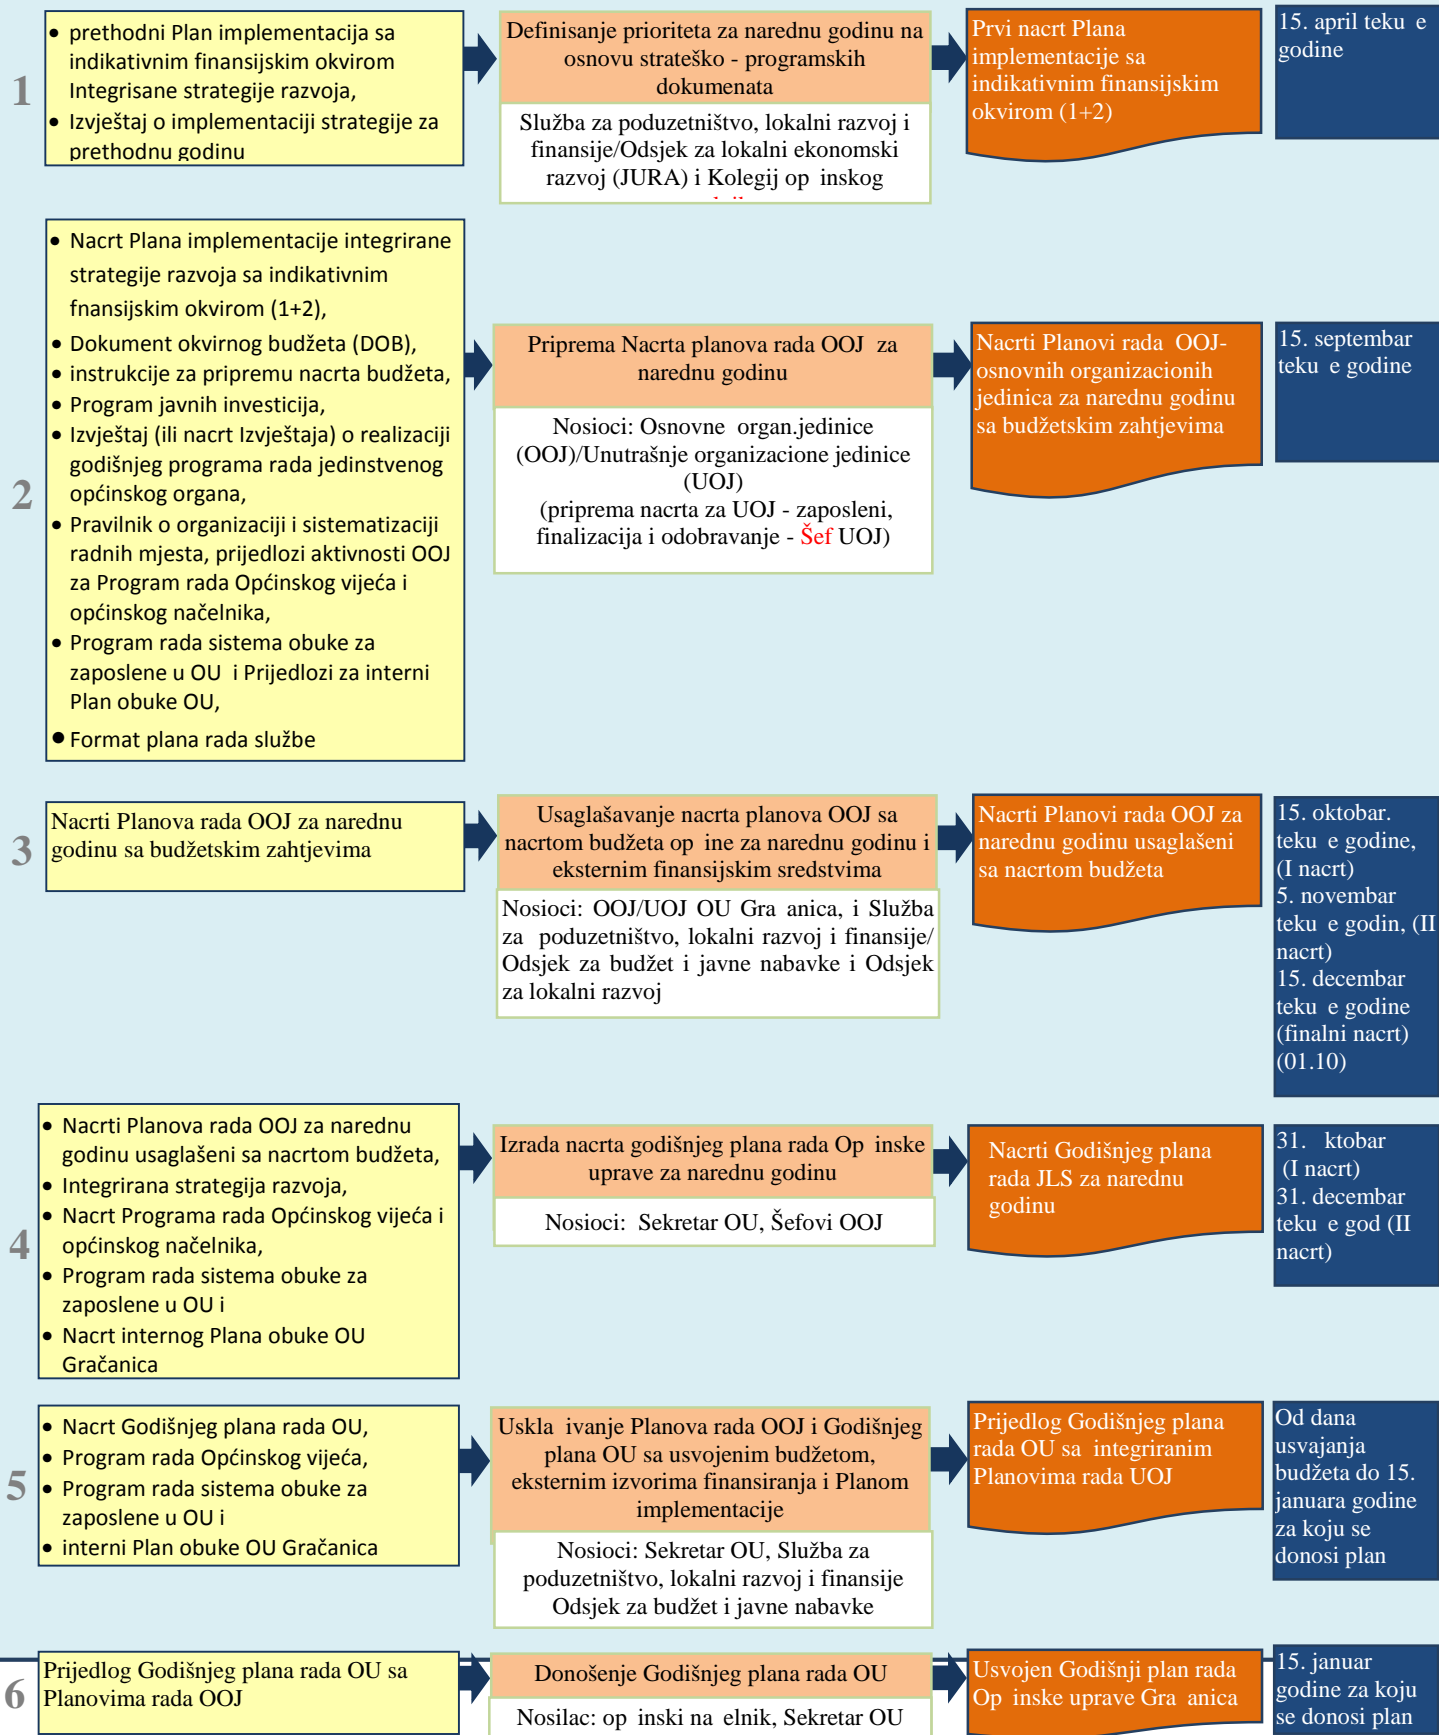 1
• prethodni Plan implementacija sa
indikativnim finansijskim okvirom
Integrisane strategije razvoja,
• Izvještaj o implementaciji strategije za
prethodnu godinu
Definisanje prioriteta za narednu godinu na
osnovu strateško - programskih
dokumenata
Služba za poduzetništvo, lokalni razvoj i
finansije/Odsjek za lokalni ekonomski
razvoj (JURA) i Kolegij op inskog
Prvi nacrt Plana
implementacije sa
indikativnim finansijskim
okvirom (1+2)
15. april teku e
godine
2
• Nacrt Plana implementacije integrirane
strategije razvoja sa indikativnim
fnansijskim okvirom (1+2),
• Dokument okvirnog budžeta (DOB),
• instrukcije za pripremu nacrta budžeta,
• Program javnih investicija,
• Izvještaj (ili nacrt Izvještaja) o realizaciji
godišnjeg programa rada jedinstvenog
općinskog organa,
• Pravilnik o organizaciji i sistematizaciji
radnih mjesta, prijedlozi aktivnosti OOJ
za Program rada Općinskog vijeća i
općinskog načelnika,
• Program rada sistema obuke za
zaposlene u OU i Prijedlozi za interni
Plan obuke OU,
• Format plana rada službe
Priprema Nacrta planova rada OOJ za
narednu godinu
Nosioci: Osnovne organ.jedinice
(OOJ)/Unutrašnje organizacione jedinice
(UOJ)
(priprema nacrta za UOJ - zaposleni,
finalizacija i odobravanje - Šef UOJ)
Nacrti Planovi rada OOJ-
osnovnih organizacionih
jedinica za narednu godinu
sa budžetskim zahtjevima
15. septembar
teku e godine
3
Nacrti Planova rada OOJ za narednu
godinu sa budžetskim zahtjevima
Usaglašavanje nacrta planova OOJ sa
nacrtom budžeta op ine za narednu godinu i
eksternim finansijskim sredstvima
Nosioci: OOJ/UOJ OU Gra anica, i Služba
za poduzetništvo, lokalni razvoj i finansije/
Odsjek za budžet i javne nabavke i Odsjek
za lokalni razvoj
Nacrti Planovi rada OOJ za
narednu godinu usaglašeni
sa nacrtom budžeta
15. oktobar.
teku e godine,
(I nacrt)
5. novembar
teku e godin, (II
nacrt)
15. decembar
teku e godine
(finalni nacrt)
(01.10)
4
• Nacrti Planova rada OOJ za narednu
godinu usaglašeni sa nacrtom budžeta,
• Integrirana strategija razvoja,
• Nacrt Programa rada Općinskog vijeća i
općinskog načelnika,
• Program rada sistema obuke za
zaposlene u OU i
• Nacrt internog Plana obuke OU
Gračanica
Izrada nacrta godišnjeg plana rada Op inske
uprave za narednu godinu
Nosioci: Sekretar OU, Šefovi OOJ
Nacrti Godišnjeg plana
rada JLS za narednu
godinu
31. ktobar
(I nacrt)
31. decembar
teku e god (II
nacrt)
5
• Nacrt Godišnjeg plana rada OU,
• Program rada Općinskog vijeća,
• Program rada sistema obuke za
zaposlene u OU i
• interni Plan obuke OU Gračanica
Uskla ivanje Planova rada OOJ i Godišnjeg
plana OU sa usvojenim budžetom,
eksternim izvorima finansiranja i Planom
implementacije
Nosioci: Sekretar OU, Služba za
poduzetništvo, lokalni razvoj i finansije
Odsjek za budžet i javne nabavke
Prijedlog Godišnjeg plana
rada OU sa integriranim
Planovima rada UOJ
Od dana
usvajanja
budžeta do 15.
januara godine
za koju se
donosi plan
6
Prijedlog Godišnjeg plana rada OU sa
Planovima rada OOJ
Donošenje Godišnjeg plana rada OU
Nosilac: op inski na elnik, Sekretar OU
Usvojen Godišnji plan rada
Op inske uprave Gra anica
15. januar
godine za koju
se donosi plan